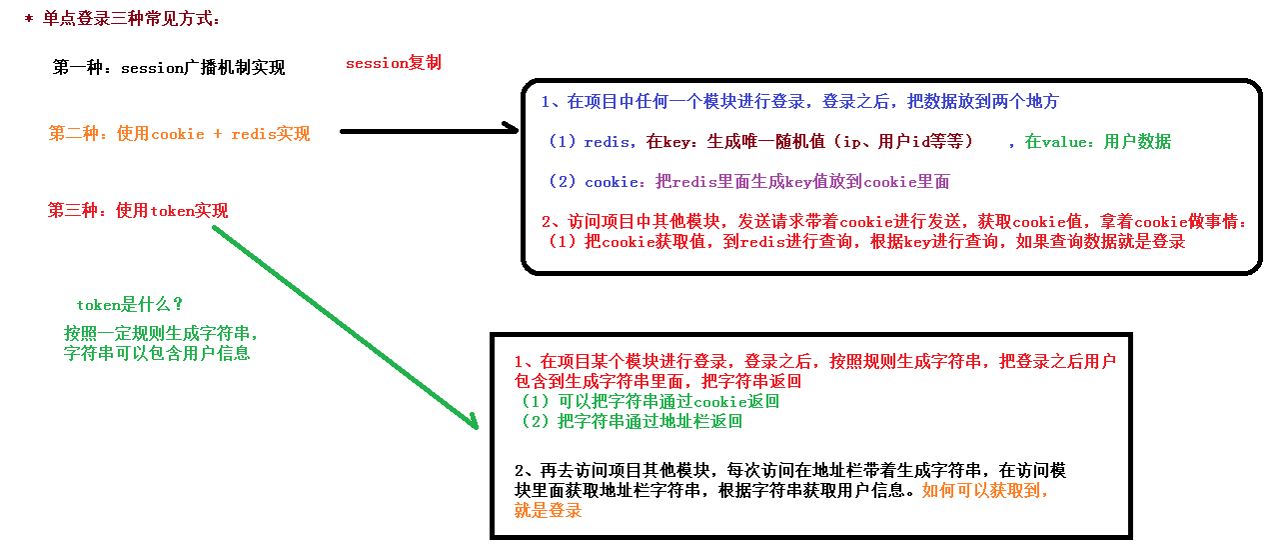 * 单点登录三种常见方式：
第一种：session广播机制实现
session复制
第二种：使用cookie + redis实现
1、在项目中任何一个模块进行登录，登录之后，把数据放到两个地方
（1）redis，在key：生成唯一随机值（ip、用户id等等） ，在value：用户数据
（2）cookie：把redis里面生成key值放到cookie里面
2、访问项目中其他模块，发送请求带着cookie进行发送，获取cookie值，拿着cookie做事情：
（1）把cookie获取值，到redis进行查询，根据key进行查询，如果查询数据就是登录
第三种：使用token实现
token是什么？
按照一定规则生成字符串，
字符串可以包含用户信息
1、在项目某个模块进行登录，登录之后，按照规则生成字符串，把登录之后用户
包含到生成字符串里面，把字符串返回
（1）可以把字符串通过cookie返回
（2）把字符串通过地址栏返回
2、再去访问项目其他模块，每次访问在地址栏带着生成字符串，在访问模
块里面获取地址栏字符串，根据字符串获取用户信息。如何可以获取到，
就是登录